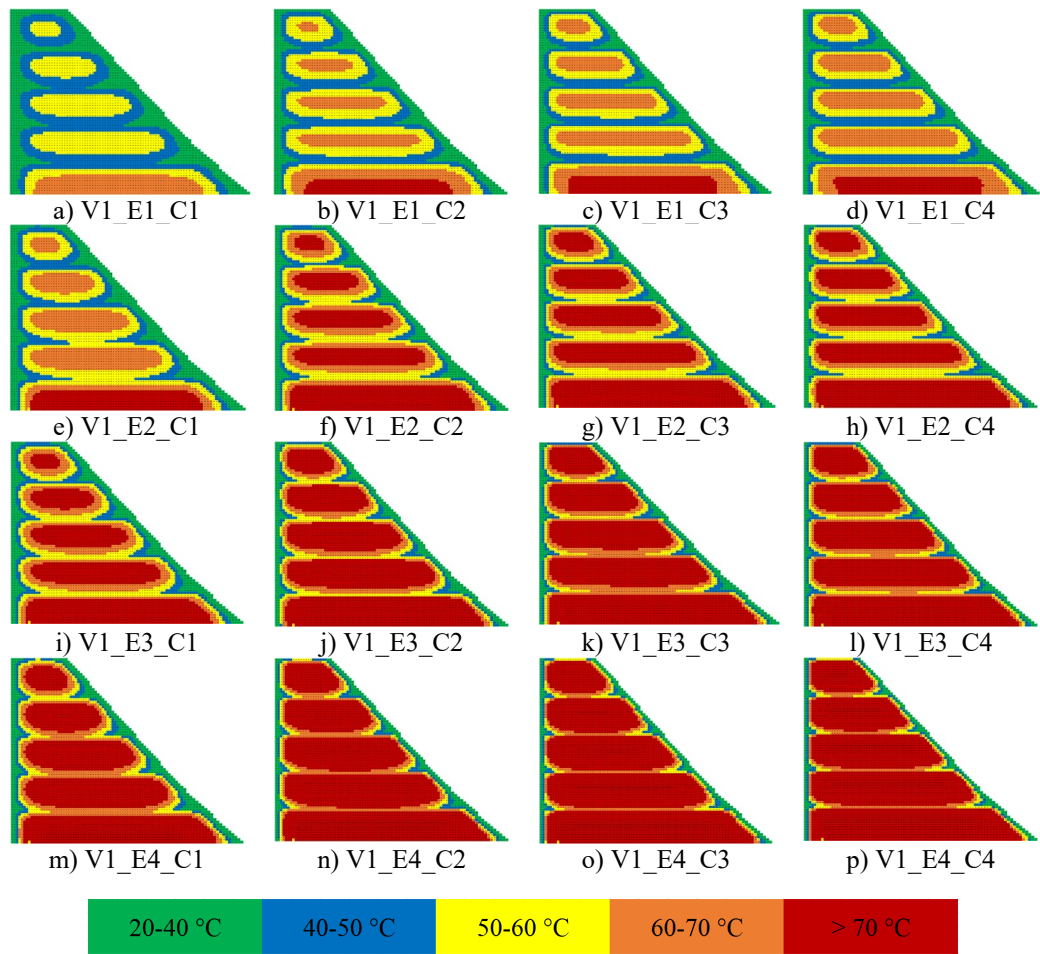 a) V1_E1_C1 b) V1_E1_C2 c) V1_E1_C3 d) V1_E1_C4
e) V1_E2_C1 f) V1_E2_C2 g) V1_E2_C3 h) V1_E2_C4
i) V1_E3_C1 j) V1_E3_C2 k) V1_E3_C3 l) V1_E3_C4
m) V1_E4_C1 n) V1_E4_C2 o) V1_E4_C3 p) V1_E4_C4
20-40 °C 40-50 °C 50-60 °C 60-70 °C > 70 °C